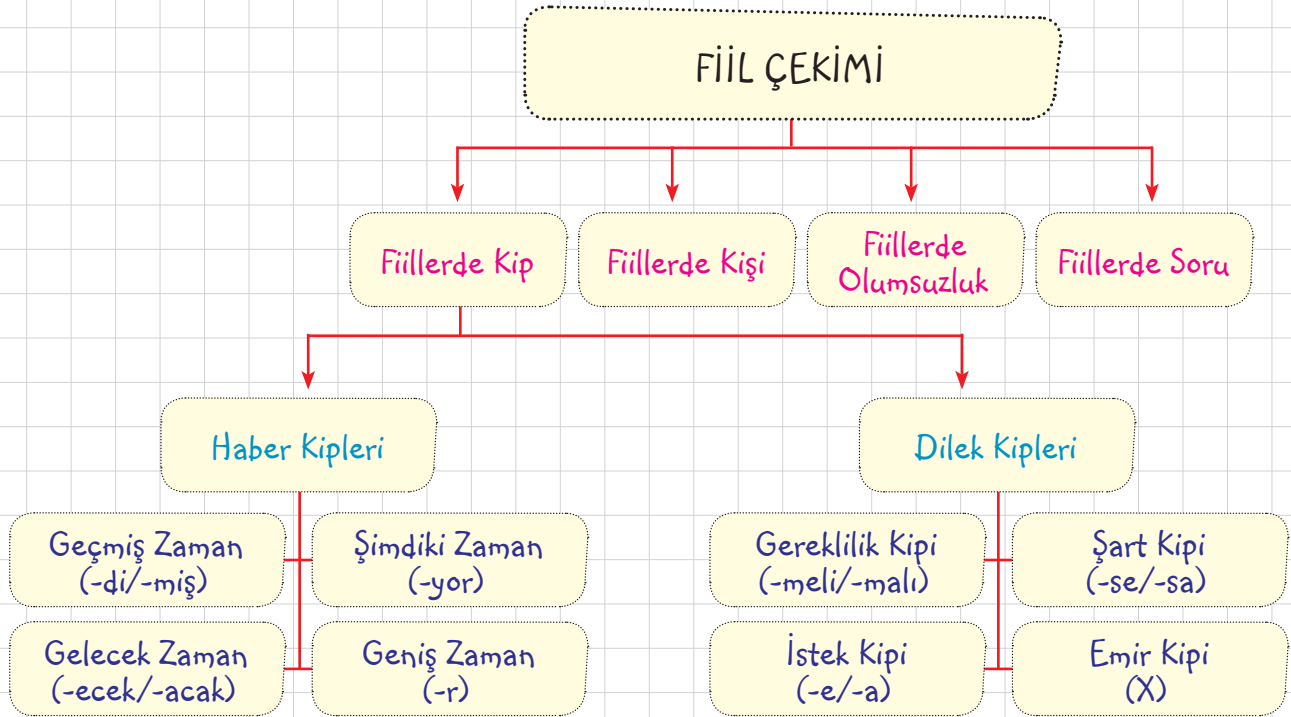 FİİL ÇEKİMİ
Fiillerde Kip
Fiillerde Kişi
Fiillerde
Olumsuzluk
Fiillerde Soru
Haber Kipleri
Dilek Kipleri
Geçmiş Zaman
(-di/-miş)
Şimdiki Zaman
(-yor)
Gereklilik Kipi
(-meli/-malı)
Şart Kipi
(-se/-sa)
Gelecek Zaman
(-ecek/-acak)
Geniş Zaman
(-r)
İstek Kipi
(-e/-a)
Emir Kipi
(X)